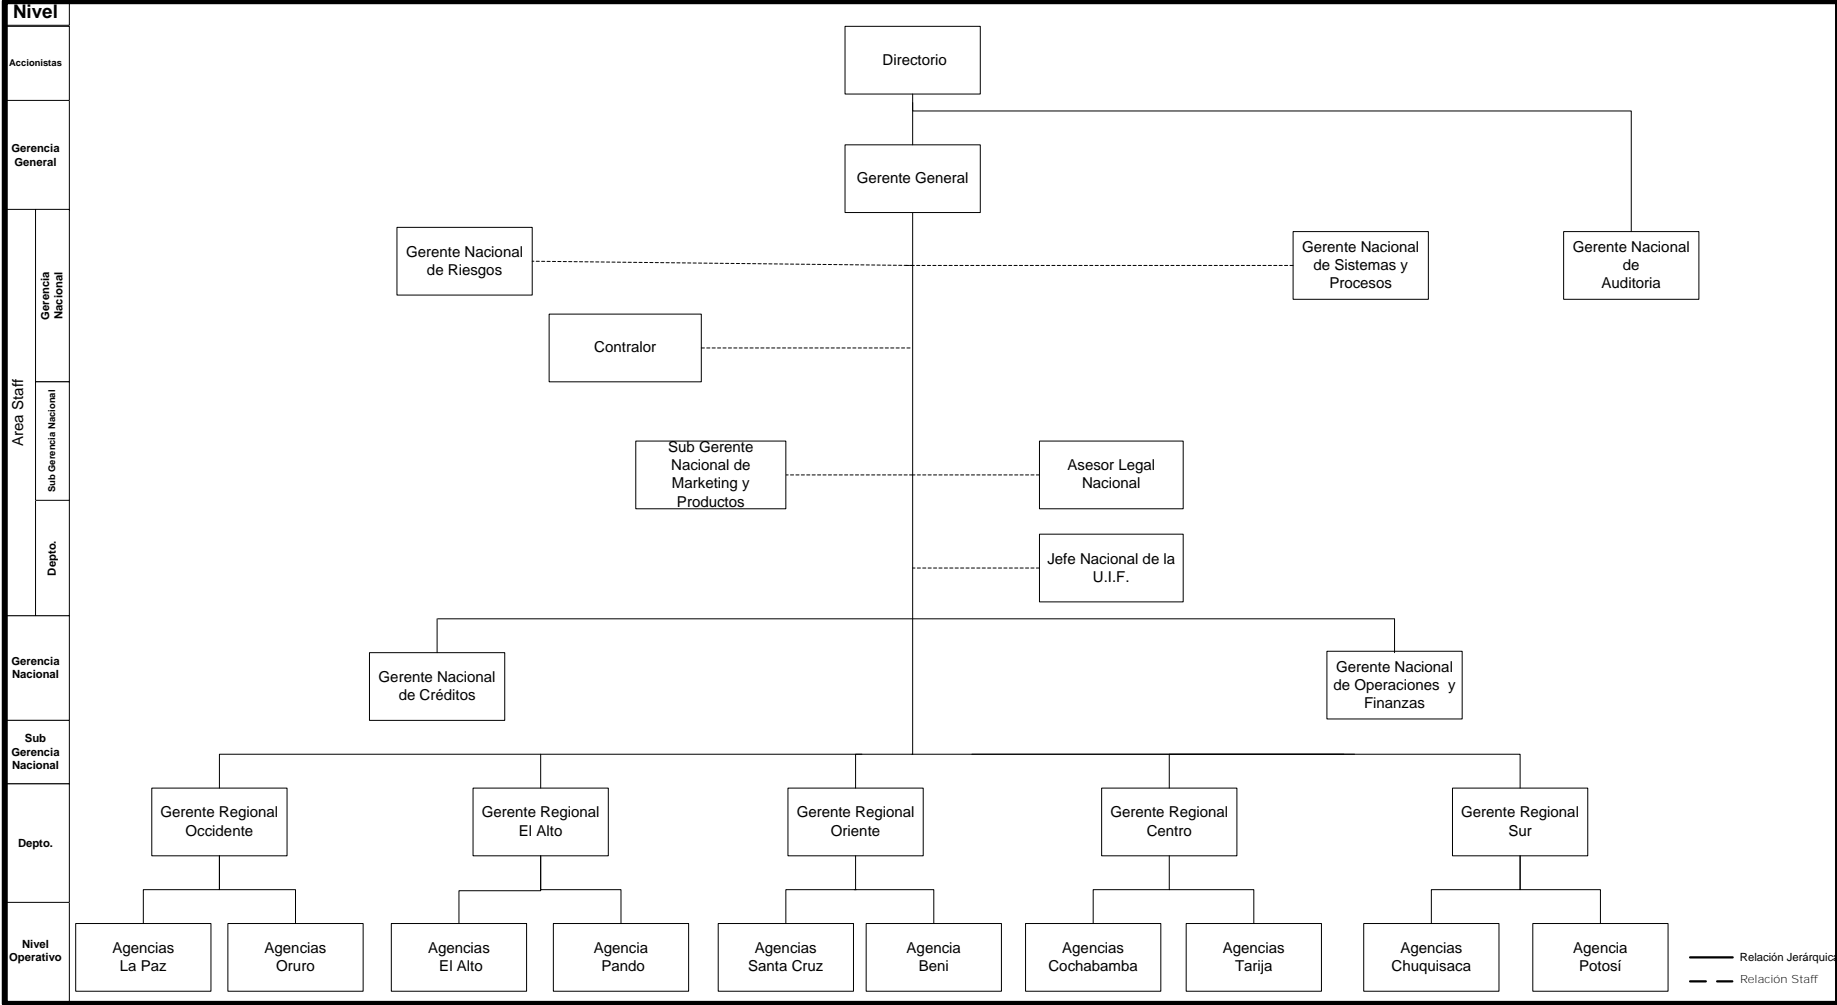 Nivel
Accionistas
Directorio
Gerencia
General
Gerente General
Area Staff
Gerencia
Nacional
Gerente Nacional
de Riesgos
Gerente Nacional
de Sistemas y
Procesos
Gerente Nacional
de
Auditoria
Contralor
Sub Gerencia Nacional
Sub Gerente
Nacional de
Marketing y
Productos
Asesor Legal
Nacional
Depto.
Jefe Nacional de la
U.I.F.
Gerencia
Nacional
Gerente Nacional
de Créditos
Gerente Nacional
de Operaciones y
Finanzas
Sub
Gerencia
Nacional
Depto.
Gerente Regional
Occidente
Gerente Regional
El Alto
Gerente Regional
Oriente
Gerente Regional
Centro
Gerente Regional
Sur
Nivel
Operativo
Agencias
La Paz
Agencias
Oruro
Agencias
El Alto
Agencia
Pando
Agencias
Santa Cruz
Agencia
Beni
Agencias
Cochabamba
Agencias
Tarija
Agencias
Chuquisaca
Agencia
Potosí
Relación Jerárquica
Relación Staff